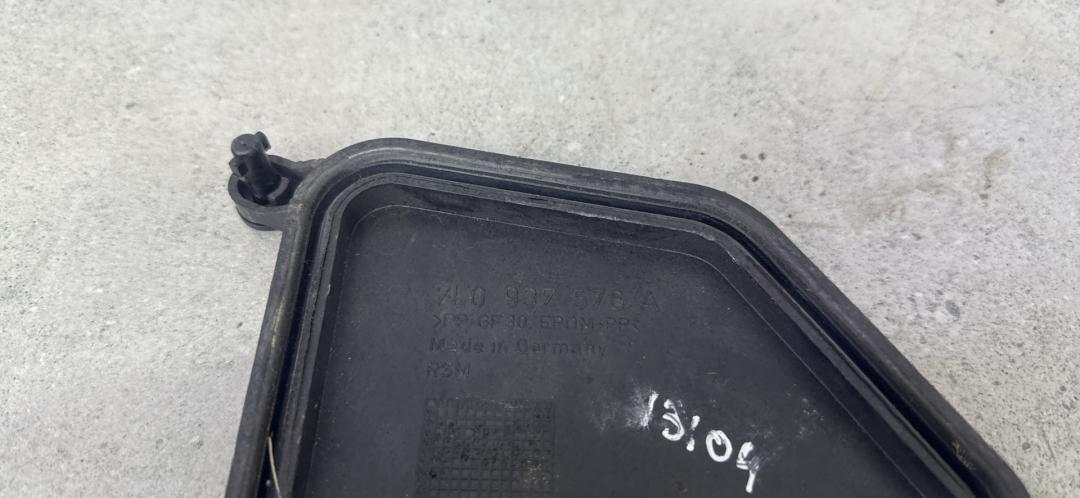 7L0 937 576 A
>PP-GF30, EPDM+PP<
Made in Germany
RSM
13104